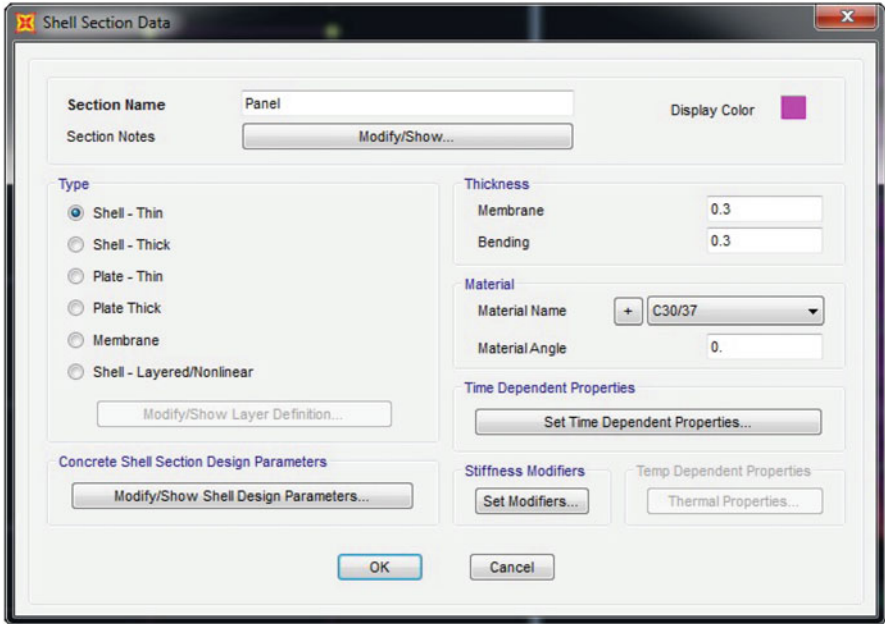 Shell Section Data
Section Name
Panel
Display Color
Section Notes
Modify/Show...
Type
Shell - Thin
Shell - Thick
Plate - Thin
Plate Thick
Membrane
Shell - Layered/Nonlinear
Modify/Show Layer Definition...
Thickness
Membrane
0.3
Bending
0.3
Material
Material Name
+
C30/37
Material Angle
0.
Time Dependent Properties
Set Time Dependent Properties...
Concrete Shell Section Design Parameters
Modify/Show Shell Design Parameters...
Stiffness Modifiers
Set Modifiers...
Temp Dependent Properties
Thermal Properties...
OK
Cancel